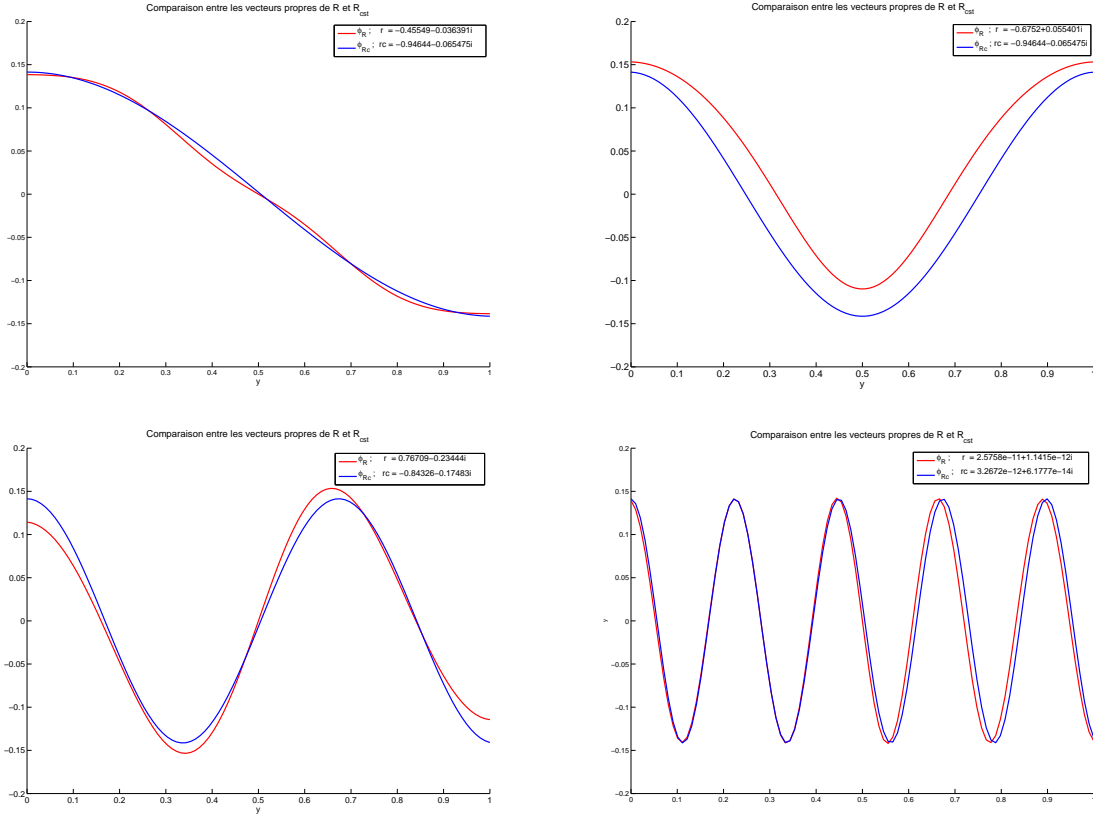 Comparaison entre les vecteurs propres de R et R_cst
ϕ_R ; r = −0.45549−0.036391i
ϕ_Rc ; rc = −0.94644−0.065475i
0.2
0.15
0.1
0.05
0
−0.05
−0.1
−0.15
−0.2
0 0.1 0.2 0.3 0.4 0.5 0.6 0.7 0.8 0.9 1
y
Comparaison entre les vecteurs propres de R et R_cst
ϕ_R ; r = −0.6752+0.055401i
ϕ_Rc ; rc = −0.94644−0.065475i
0.2
0.15
0.1
0.05
0
−0.05
−0.1
−0.15
−0.2
0 0.1 0.2 0.3 0.4 0.5 0.6 0.7 0.8 0.9 1
y
Comparaison entre les vecteurs propres de R et R_cst
ϕ_R ; r = 0.76709−0.23444i
ϕ_Rc ; rc = −0.84326−0.17483i
0.2
0.15
0.1
0.05
0
−0.05
−0.1
−0.15
−0.2
0 0.1 0.2 0.3 0.4 0.5 0.6 0.7 0.8 0.9 1
y
Comparaison entre les vecteurs propres de R et R_cst
ϕ_R ; r = 2.5758e−11+1.1415e−12i
ϕ_Rc ; rc = 3.2672e−12+6.1777e−14i
0.2
0.15
0.1
0.05
0
−0.05
−0.1
−0.15
−0.2
y
0 0.1 0.2 0.3 0.4 0.5 0.6 0.7 0.8 0.9 1